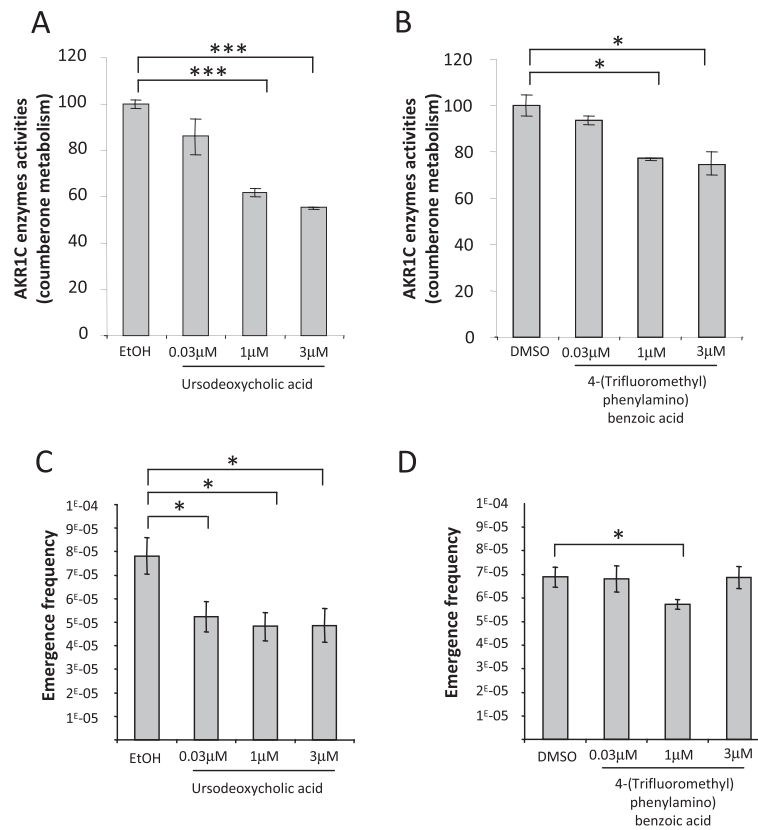 A
AKR1C enzymes activities
(coumberone metabolism)
120
100
80
60
40
20
0
***
***
EtOH 0.03µM 1µM 3µM
Ursodeoxycholic acid
B
AKR1C enzymes activities
(coumberone metabolism)
120
100
80
60
40
20
0
*
*
DMSO 0.03µM 1µM 3µM
4-(Trifluoromethyl)
phenylamino)
benzoic acid
C
Emergence frequency
1E-04
9E-05
8E-05
7E-05
6E-05
5E-05
4E-05
3E-05
2E-05
1E-05
*
*
*
EtOH 0.03µM 1µM 3µM
Ursodeoxycholic acid
D
Emergence frequency
1E-04
9E-05
8E-05
7E-05
6E-05
5E-05
4E-05
3E-05
2E-05
1E-05
*
DMSO 0.03µM 1µM 3µM
4-(Trifluoromethyl)
phenylamino)
benzoic acid